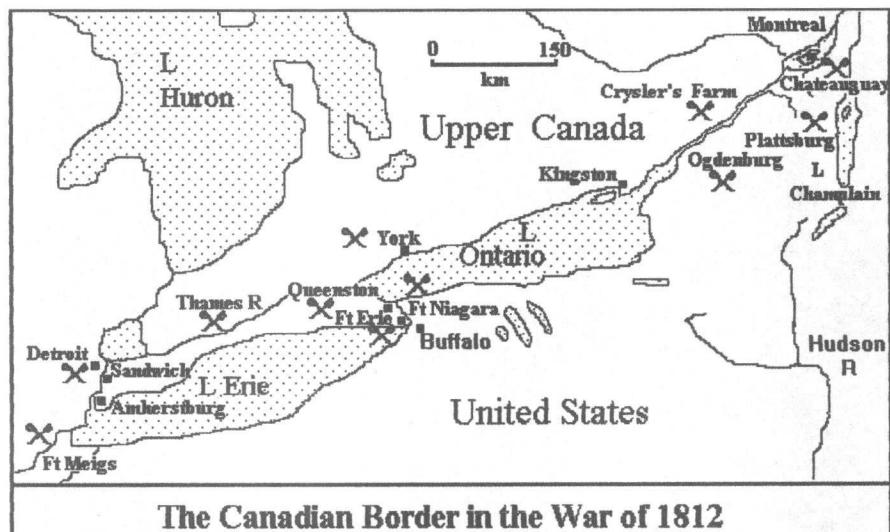 Montreal
L
Huron
0 150
km
Chateauguay
Crysler's Farm
Upper Canada
Plattsburg
Ogdenburg
L
Champlain
Kingston
York
L
Ontario
Queenston
Thames R
Ft Niagara
Ft Erie
Buffalo
Hudson
R
Detroit
Sandwich
L Erie
Amherstburg
United States
Ft Meigs
The Canadian Border in the War of 1812